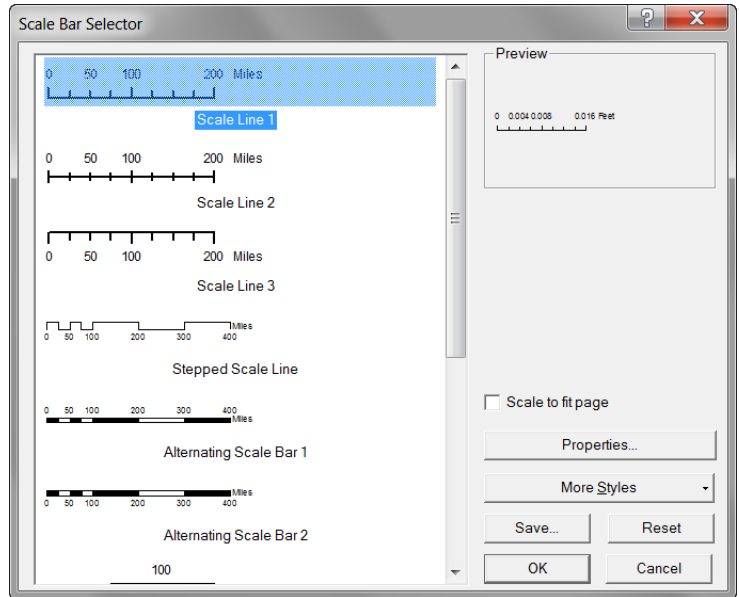 Scale Bar Selector
0 50 100 200 Miles
Scale Line 1
0 50 100 200 Miles
Scale Line 2
0 50 100 200 Miles
Scale Line 3
Miles
0 50 100 200 300 400
Stepped Scale Line
0 50 100 200 300 400
Miles
Alternating Scale Bar 1
Miles
0 50 100 200 300 400
Alternating Scale Bar 2
100
Preview
0 0.004 0.008 0.016 Feet
Scale to fit page
Properties...
More Styles
Save... Reset
OK Cancel